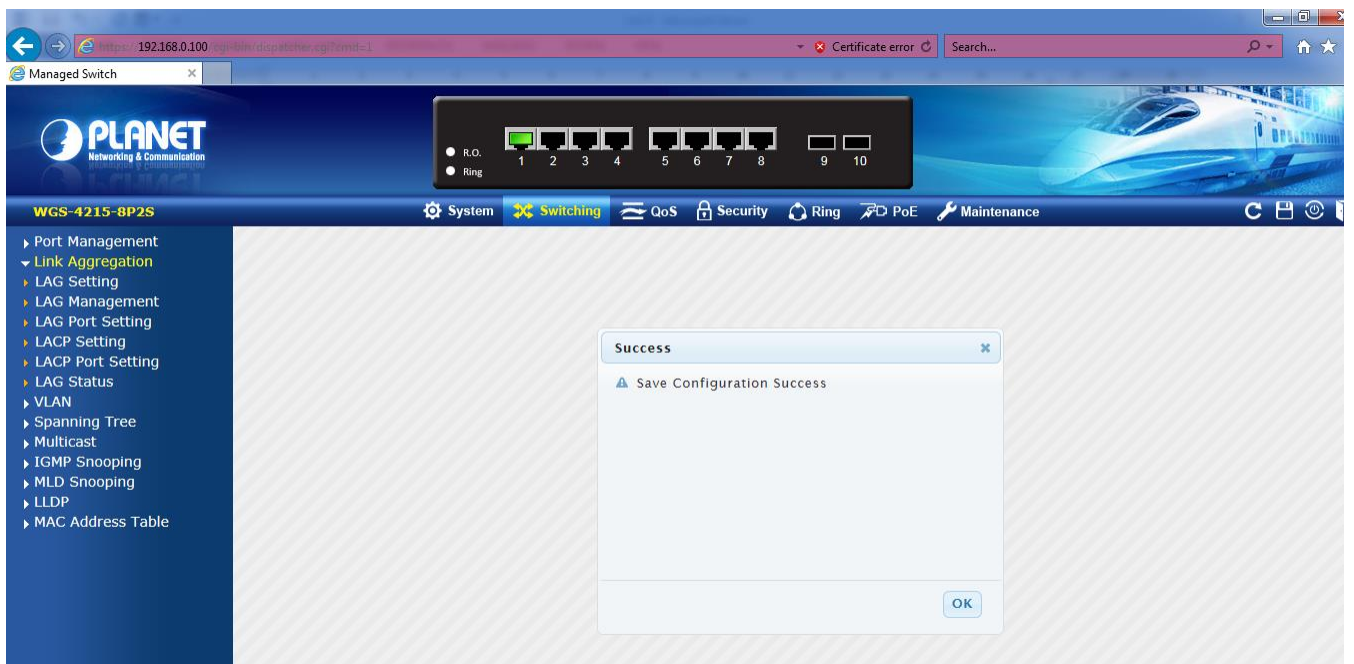 https://192.168.0.100/cgi-bin/dispatcher.cgi?cmd=1
Certificate error
Search...
Managed Switch
PLANET
Networking & Communication
R.O.
Ring
1 2 3 4 5 6 7 8 9 10
WGS-4215-8P2S
System Switching QoS Security Ring PoE Maintenance
Port Management
Link Aggregation
LAG Setting
LAG Management
LAG Port Setting
LACP Setting
LACP Port Setting
LAG Status
VLAN
Spanning Tree
Multicast
IGMP Snooping
MLD Snooping
LLDP
MAC Address Table
Success
Save Configuration Success
OK